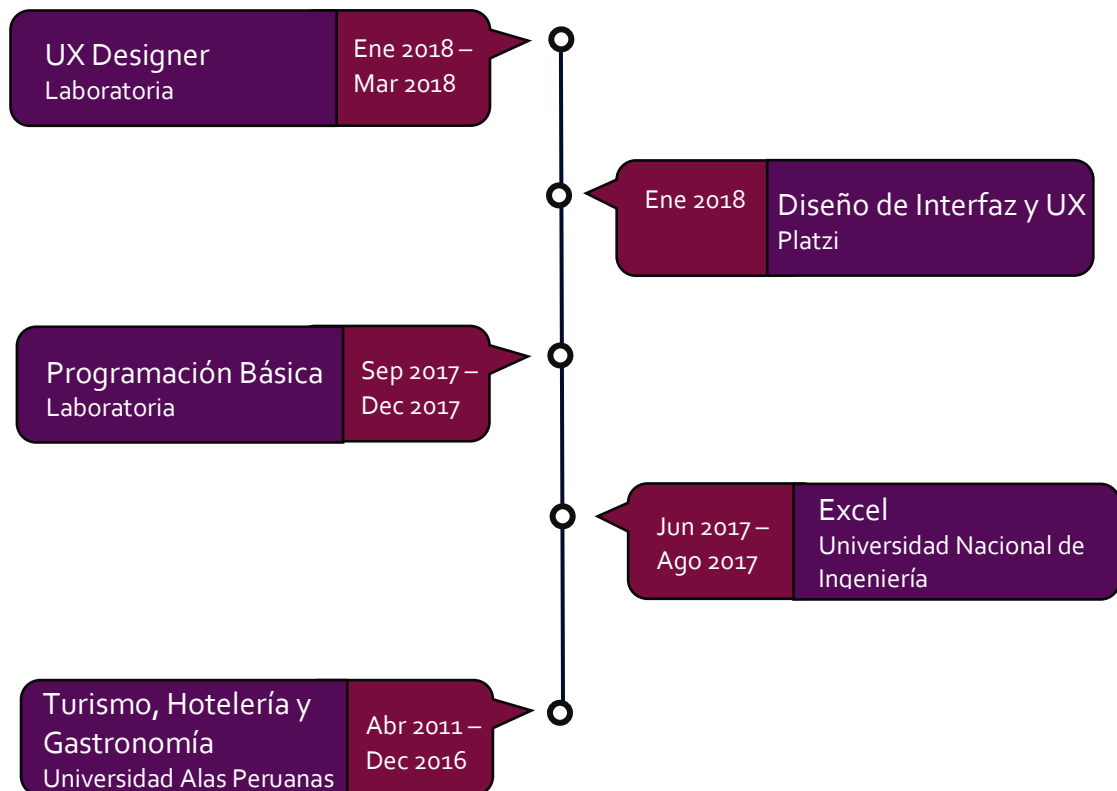 UX Designer
Laboratoria
Ene 2018 –
Mar 2018
Ene 2018
Diseño de Interfaz y UX
Platzi
Programación Básica
Laboratoria
Sep 2017 –
Dec 2017
Jun 2017 –
Ago 2017
Excel
Universidad Nacional de
Ingeniería
Turismo, Hotelería y
Gastronomía
Universidad Alas Peruanas
Abr 2011 –
Dec 2016